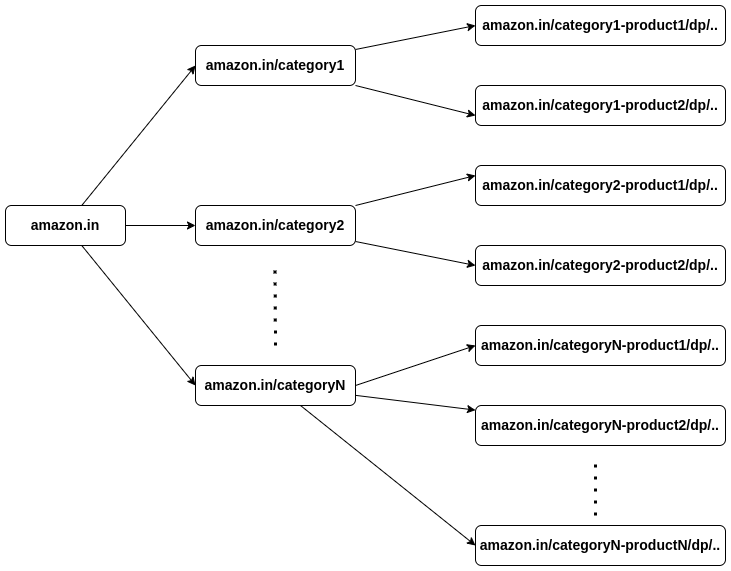 amazon.in/category1-product1/dp/..
amazon.in/category1
amazon.in/category1-product2/dp/..
amazon.in/category2-product1/dp/..
amazon.in
amazon.in/category2
amazon.in/category2-product2/dp/..
amazon.in/categoryN-product1/dp/..
amazon.in/categoryN
amazon.in/categoryN-product2/dp/..
amazon.in/categoryN-productN/dp/..